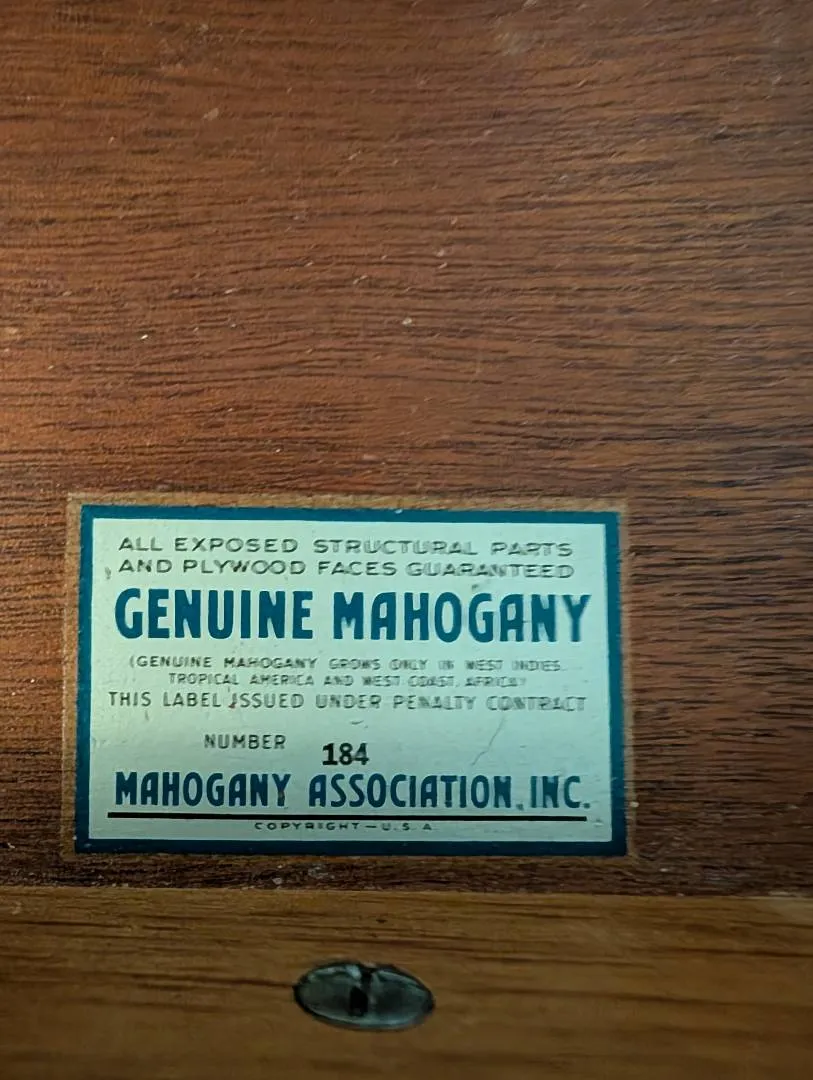 ALL EXPOSED STRUCTURAL PARTS
AND PLYWOOD FACES GUARANTEED
GENUINE MAHOGANY
(GENUINE MAHOGANY GROWS ONLY IN WEST INDIES,
TROPICAL AMERICA AND WEST COAST, AFRICA)
THIS LABEL ISSUED UNDER PENALTY CONTRACT
NUMBER 184
MAHOGANY ASSOCIATION, INC.
COPYRIGHT—U.S.A.